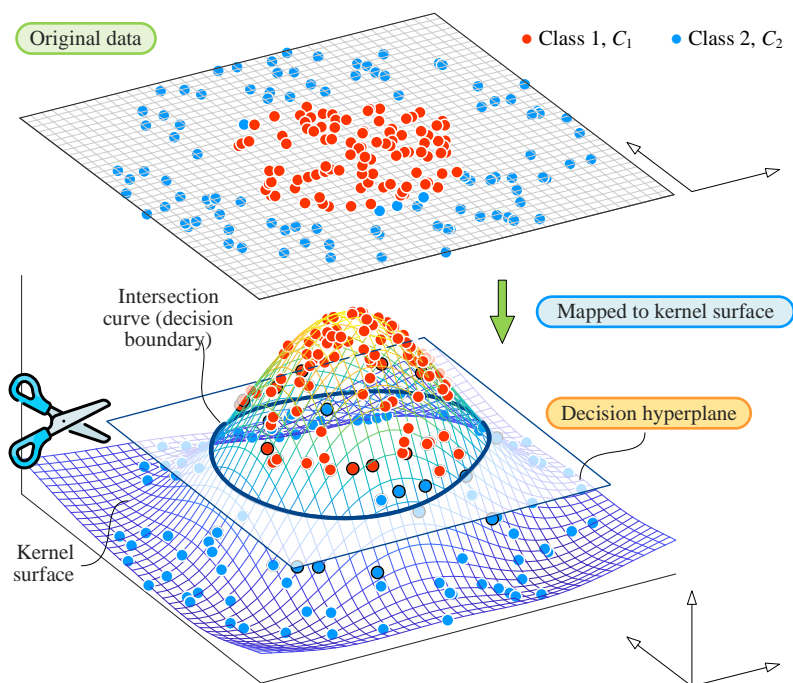 Original data
Class 1, C₁
Class 2, C₂
Intersection
curve (decision
boundary)
Mapped to kernel surface
Decision hyperplane
Kernel
surface